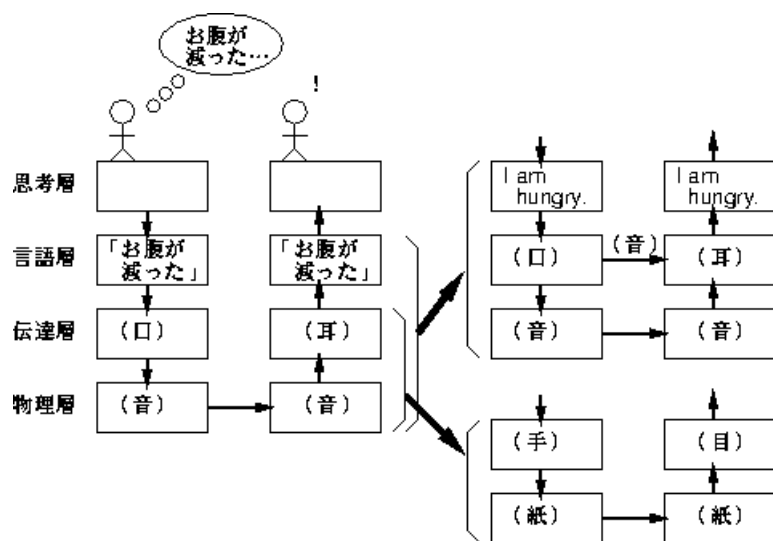 お腹が
減った…
!
思考層
言語層
「お腹が
減った」
「お腹が
減った」
伝達層
(口)
(耳)
物理層
(音)
(音)
I am
hungry.
I am
hungry.
(口)
(音)
(耳)
(音)
(音)
(手)
(目)
(紙)
(紙)